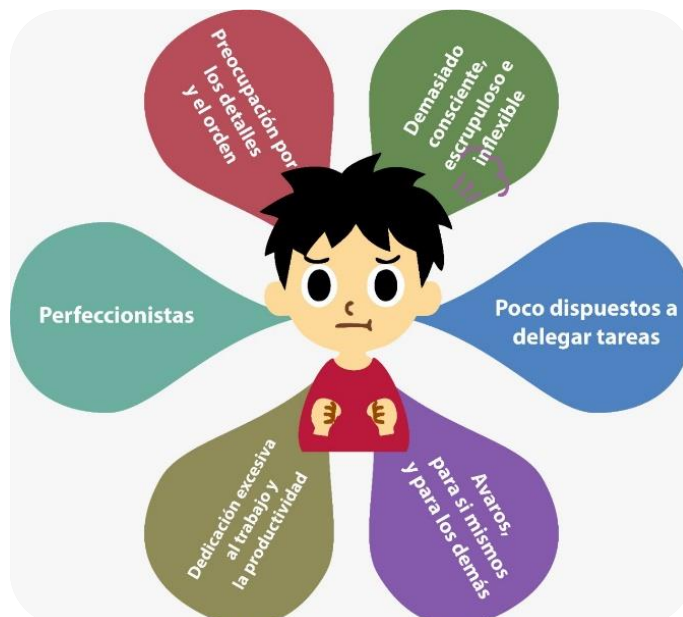 Preocupación por
los detalles
y el orden
Demasiado
consciente,
escrupuloso e
inflexible
Perfeccionistas
Poco dispuestos a
delegar tareas
Dedicación excesiva
al trabajo y
la productividad
Avaros,
para si mismos
y para los demás